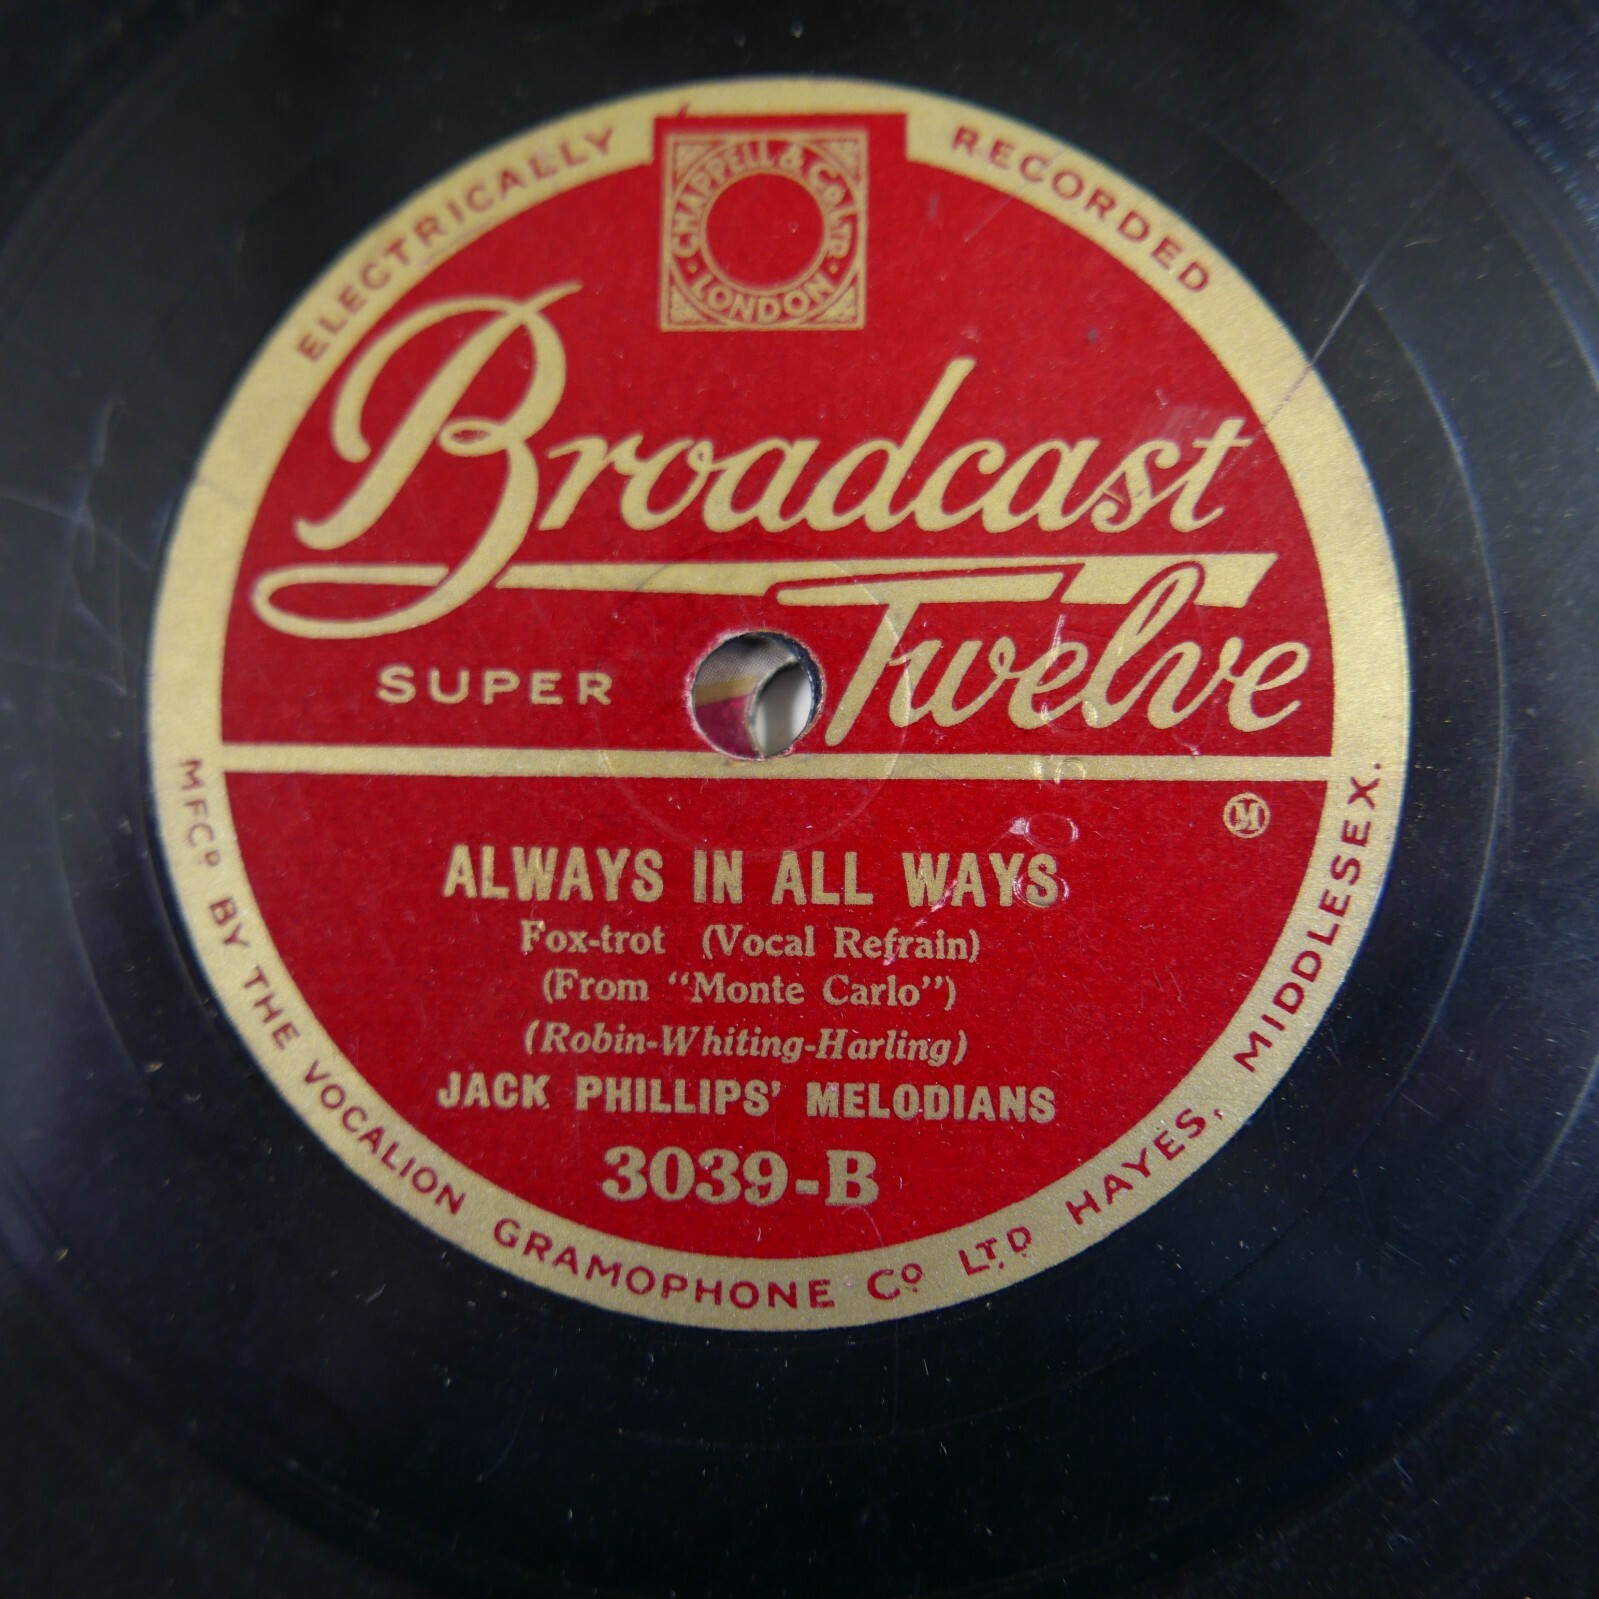 ELECTRICALLY RECORDED
CHAPPELL & CO LTD.
· LONDON ·
Broadcast
SUPER Twelve
M
ALWAYS IN ALL WAYS
Fox-trot (Vocal Refrain)
(From "Monte Carlo")
(Robin-Whiting-Harling)
JACK PHILLIPS' MELODIANS
3039-B
MFCD BY THE VOCALION GRAMOPHONE CO LTD HAYES, MIDDLESEX.